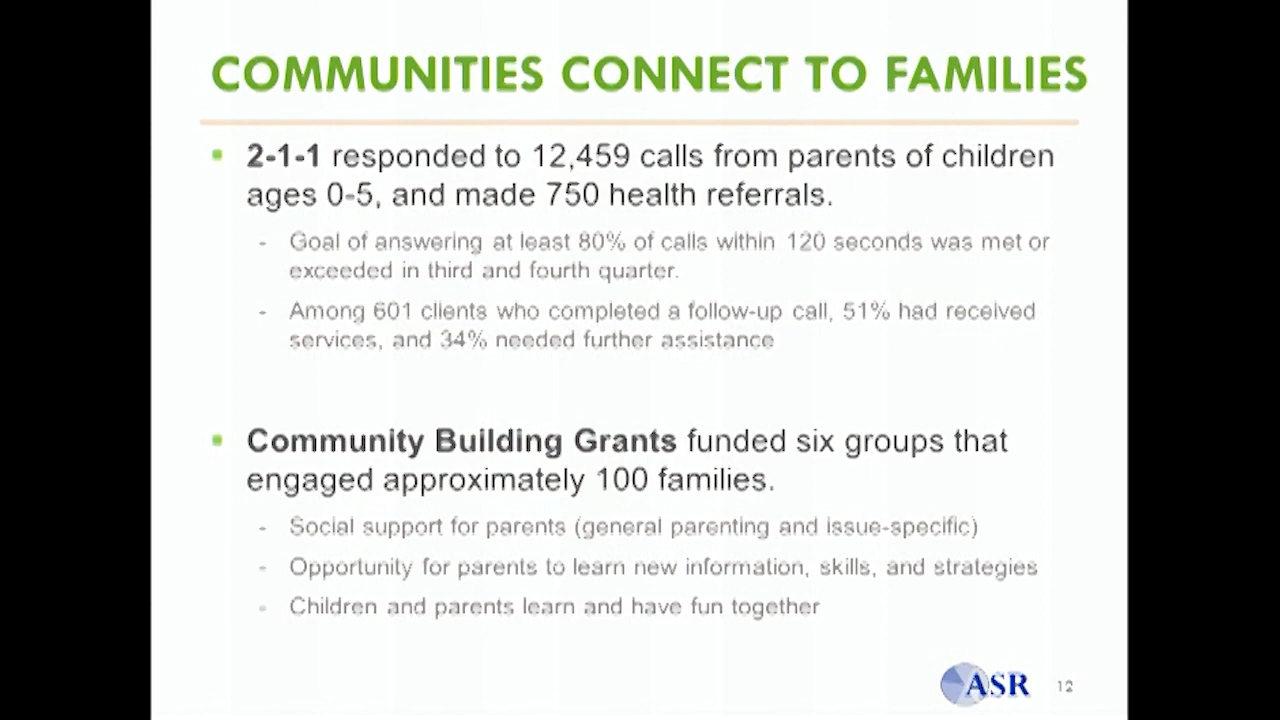 COMMUNITIES CONNECT TO FAMILIES
▪ 2-1-1 responded to 12,459 calls from parents of children
ages 0-5, and made 750 health referrals.
- Goal of answering at least 80% of calls within 120 seconds was met or
exceeded in third and fourth quarter.
- Among 601 clients who completed a follow-up call, 51% had received
services, and 34% needed further assistance
▪ Community Building Grants funded six groups that
engaged approximately 100 families.
- Social support for parents (general parenting and issue-specific)
- Opportunity for parents to learn new information, skills, and strategies
- Children and parents learn and have fun together
ASR 12